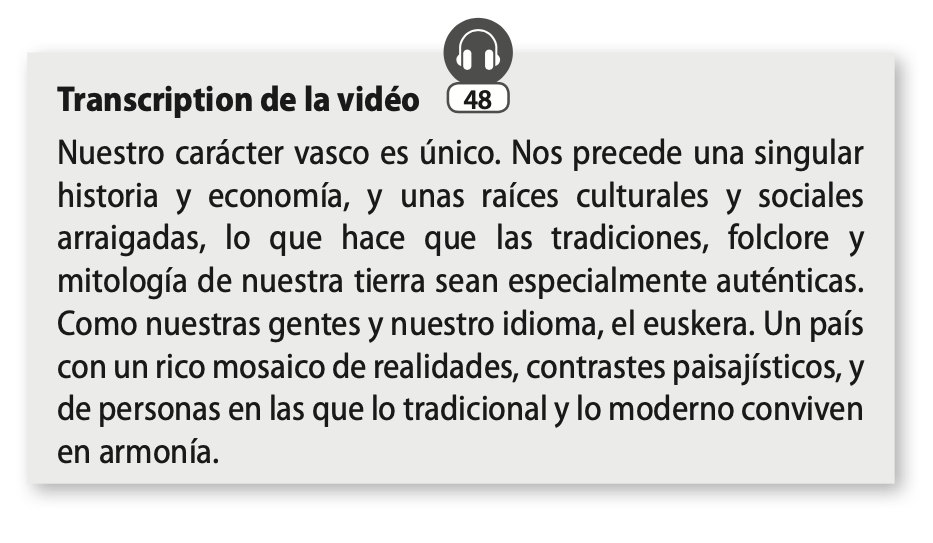 Transcription de la vidéo 48
Nuestro carácter vasco es único. Nos precede una singular
historia y economía, y unas raíces culturales y sociales
arraigadas, lo que hace que las tradiciones, folclore y
mitología de nuestra tierra sean especialmente auténticas.
Como nuestras gentes y nuestro idioma, el euskera. Un país
con un rico mosaico de realidades, contrastes paisajísticos, y
de personas en las que lo tradicional y lo moderno conviven
en armonía.